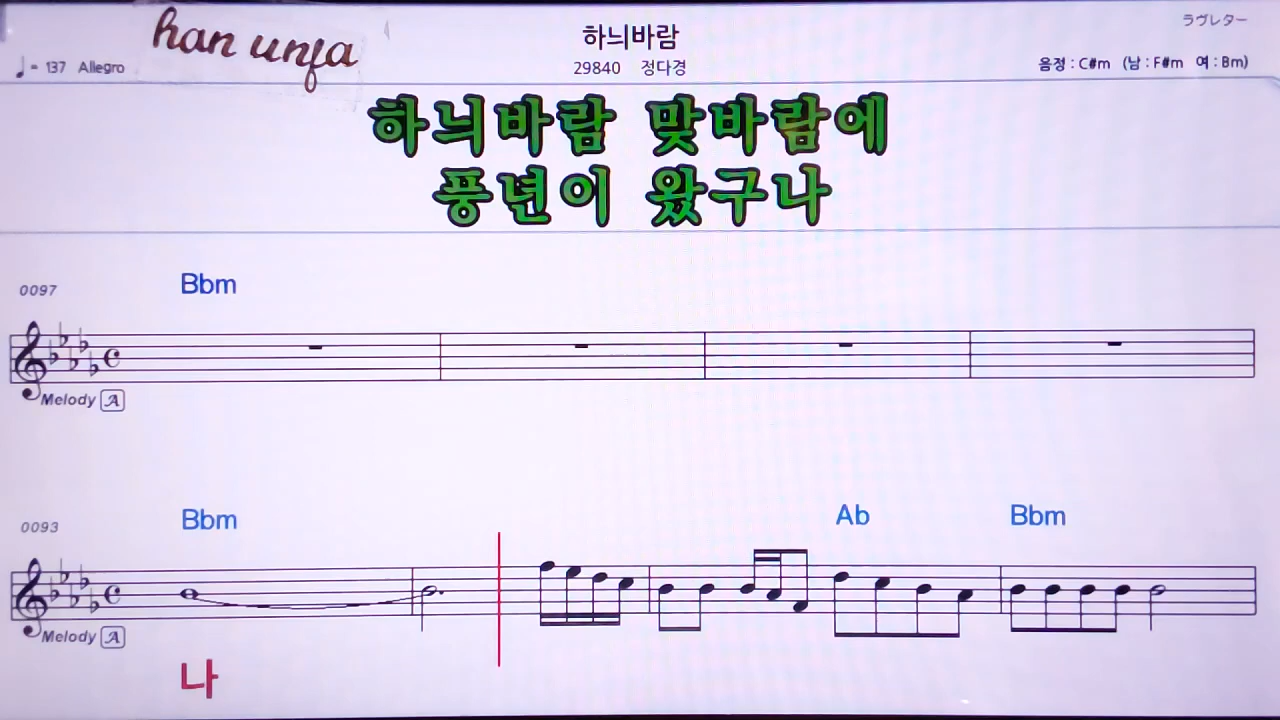 han unfa
하늬바람
ラヴレター
♩= 137 Allegro
29840 정다경
음정 : C#m (남 : F#m 여 : Bm)
하늬바람 맞바람에
풍년이 왔구나
0097 Bbm
Melody A
0093 Bbm Ab Bbm
Melody A
나